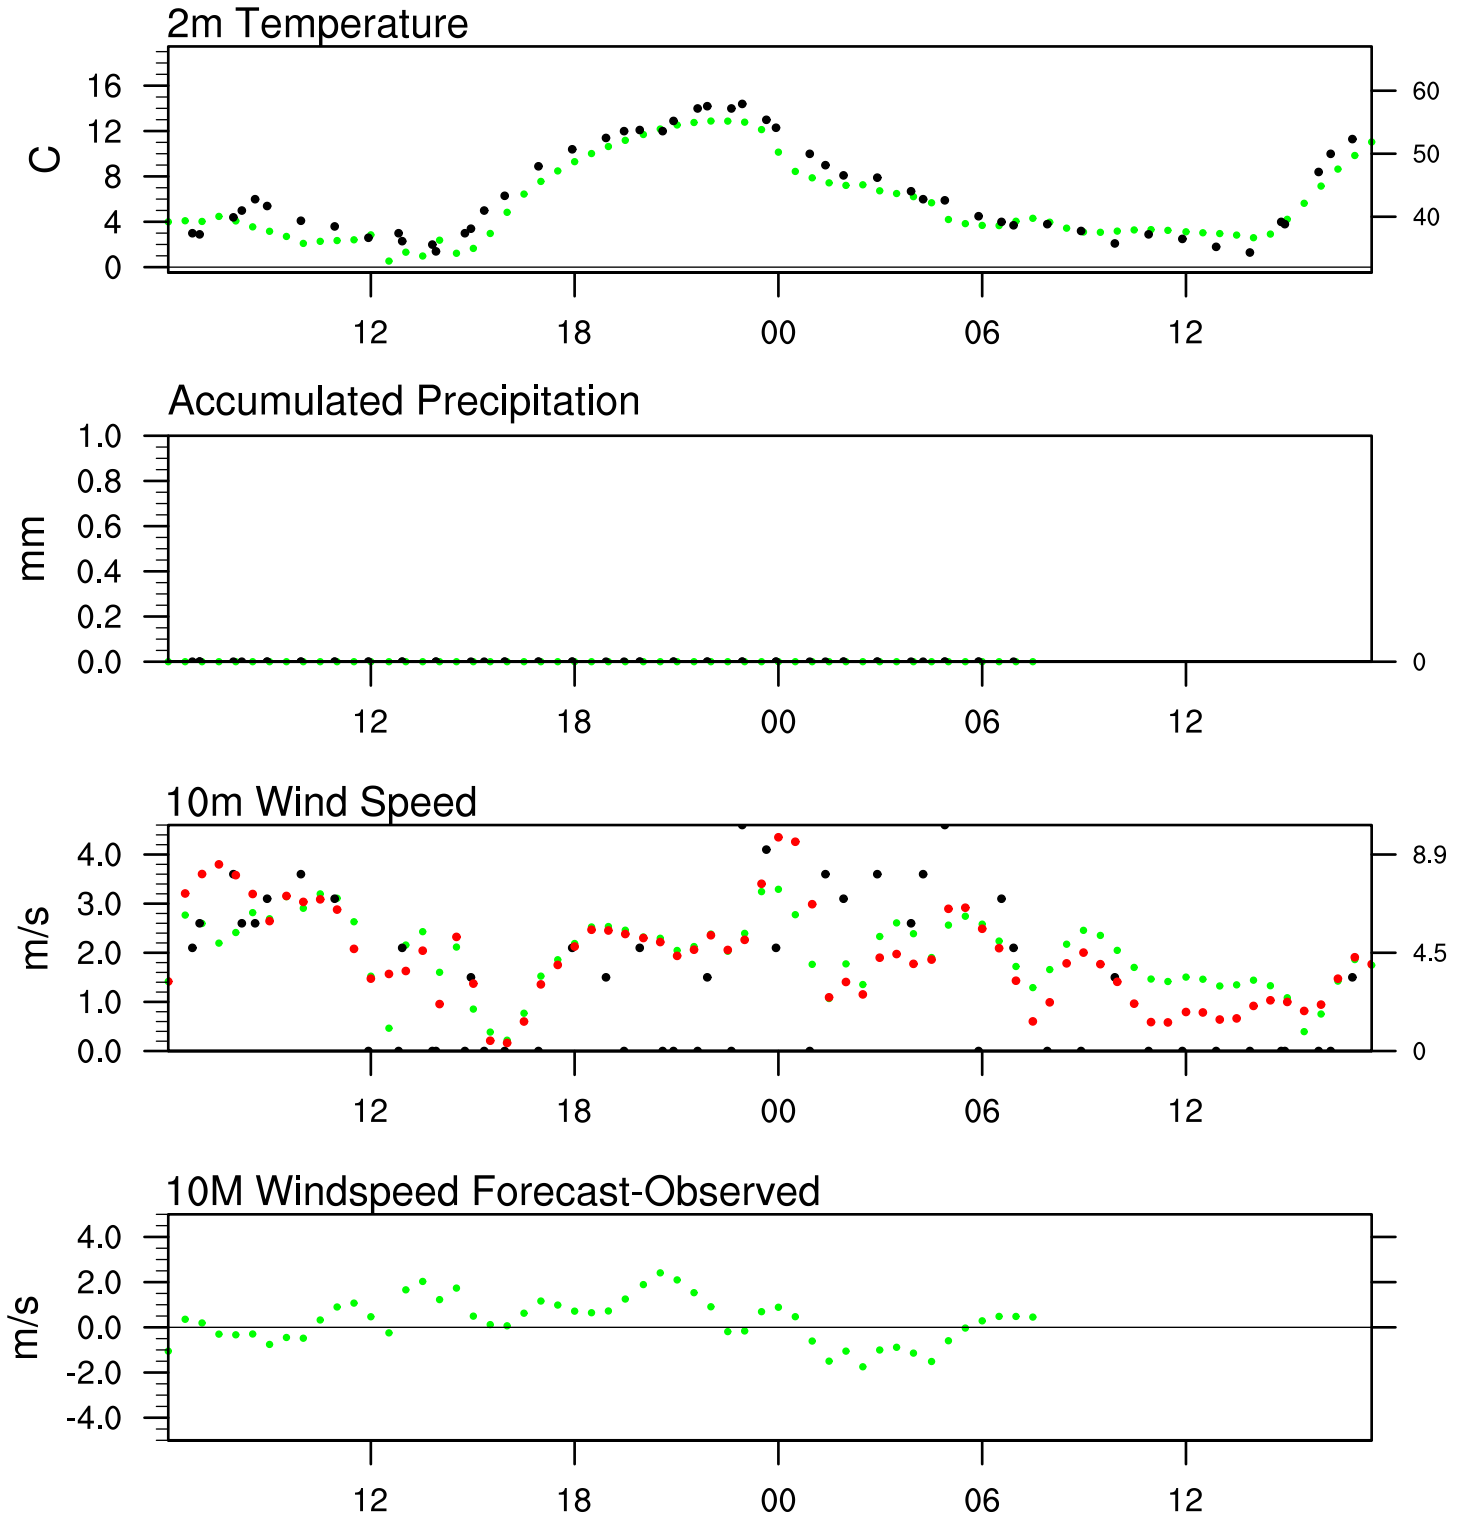 2m Temperature
16
12
8
4
0
C
60
50
40
12 18 00 06 12
Accumulated Precipitation
1.0
0.8
0.6
0.4
0.2
0.0
mm
0
12 18 00 06 12
10m Wind Speed
4.0
3.0
2.0
1.0
0.0
m/s
8.9
4.5
0
12 18 00 06 12
10M Windspeed Forecast-Observed
4.0
2.0
0.0
-2.0
-4.0
m/s
12 18 00 06 12